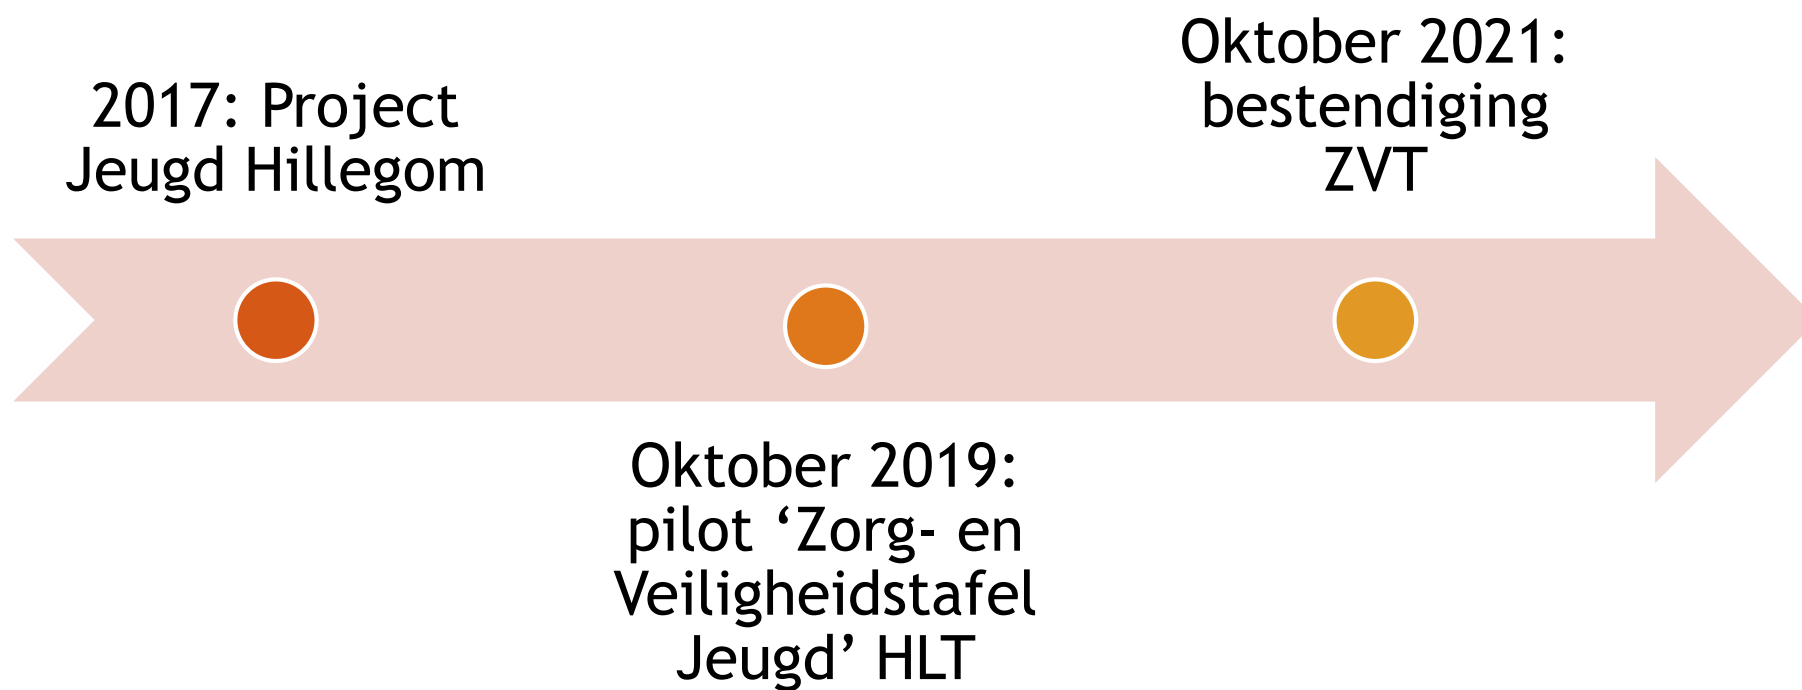 2017: Project
Jeugd Hillegom
Oktober 2019:
pilot ‘Zorg- en
Veiligheidstafel
Jeugd’ HLT
Oktober 2021:
bestendiging
ZVT